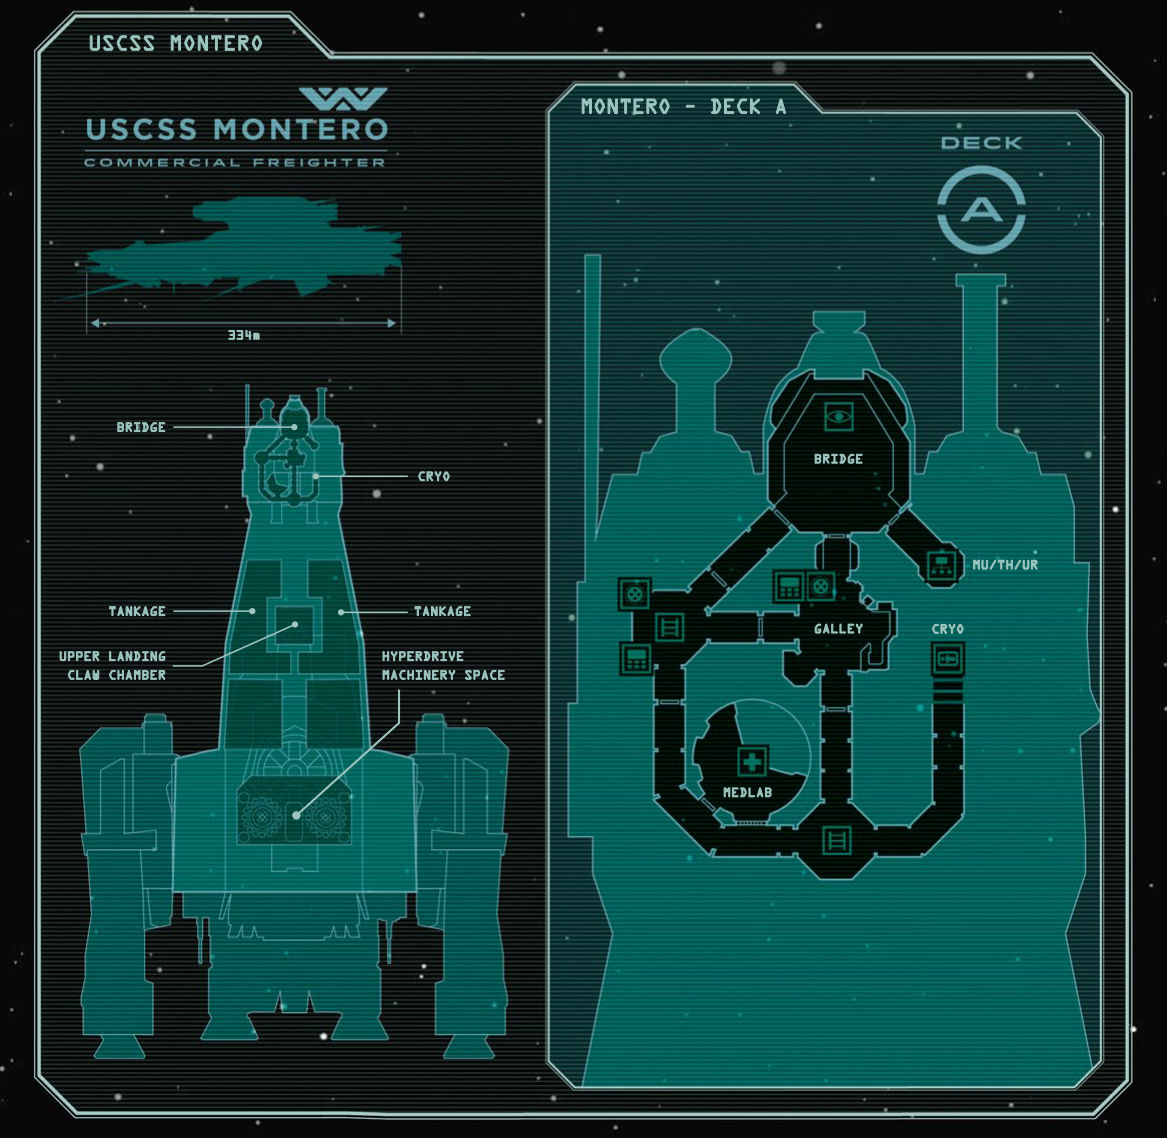 USCSS MONTERO
USCSS MONTERO
COMMERCIAL FREIGHTER
334m
BRIDGE
CRYO
TANKAGE
TANKAGE
UPPER LANDING
CLAW CHAMBER
HYPERDRIVE
MACHINERY SPACE
MONTERO - DECK A
DECK
A
BRIDGE
MU/TH/UR
GALLEY
CRYO
MEDLAB